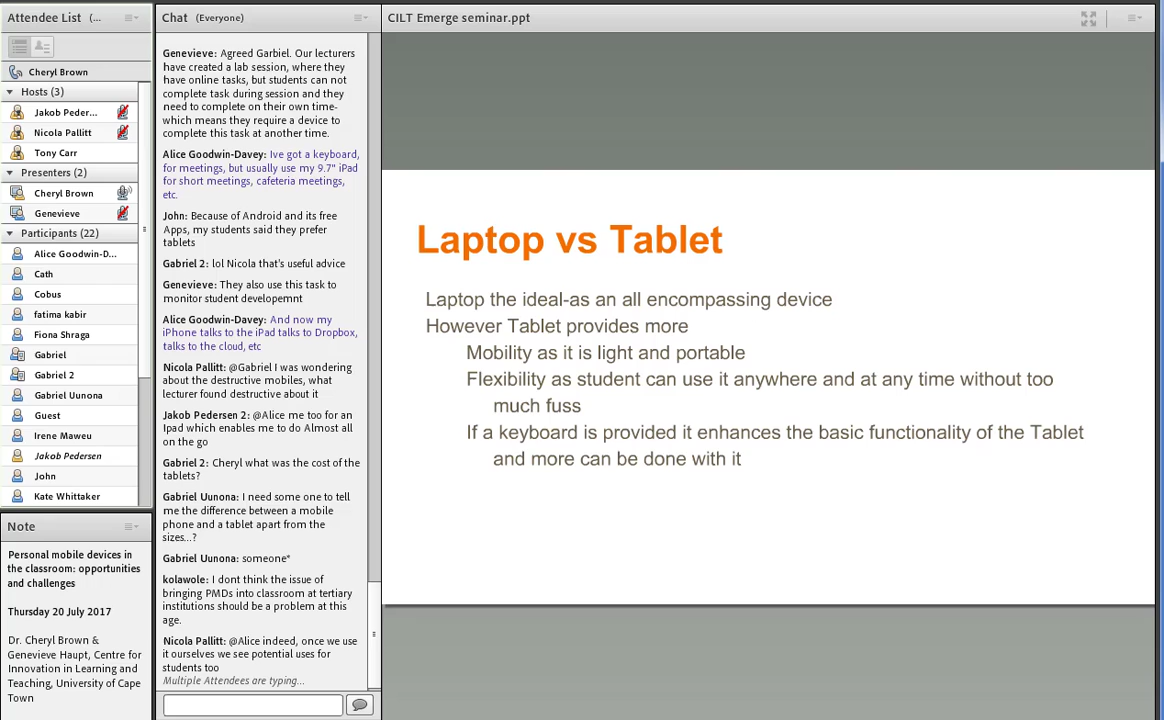 Attendee List (...
Cheryl Brown
Hosts (3)
Jakob Peder...
Nicola Pallitt
Tony Carr
Presenters (2)
Cheryl Brown
Genevieve
Participants (22)
Alice Goodwin-D...
Cath
Cobus
fatima kabir
Fiona Shraga
Gabriel
Gabriel 2
Gabriel Uunona
Guest
Irene Maweu
Jakob Pedersen
John
Kate Whittaker
Note
Personal mobile devices in
the classroom: opportunities
and challenges
Thursday 20 July 2017
Dr. Cheryl Brown &
Genevieve Haupt, Centre for
Innovation in Learning and
Teaching, University of Cape
Town
Chat (Everyone)
Genevieve: Agreed Garbiel. Our lecturers
have created a lab session, where they
have online tasks, but students can not
complete task during session and they
need to complete on their own time-
which means they require a device to
complete this task at another time.
Alice Goodwin-Davey: Ive got a keyboard,
for meetings, but usually use my 9.7" iPad
for short meetings, cafeteria meetings,
etc.
John: Because of Android and its free
Apps, my students said they prefer
tablets
Gabriel 2: lol Nicola that's useful advice
Genevieve: They also use this task to
monitor student developemnt
Alice Goodwin-Davey: And now my
iPhone talks to the iPad talks to Dropbox,
talks to the cloud, etc
Nicola Pallitt: @Gabriel I was wondering
about the destructive mobiles, what
lecturer found destructive about it
Jakob Pedersen 2: @Alice me too for an
Ipad which enables me to do Almost all
on the go
Gabriel 2: Cheryl what was the cost of the
tablets?
Gabriel Uunona: I need some one to tell
me the difference between a mobile
phone and a tablet apart from the
sizes...?
Gabriel Uunona: someone*
kolawole: I dont think the issue of
bringing PMDs into classroom at tertiary
institutions should be a problem at this
age.
Nicola Pallitt: @Alice indeed, once we use
it ourselves we see potential uses for
students too
Multiple Attendees are typing...
CILT Emerge seminar.ppt
Laptop vs Tablet
Laptop the ideal-as an all encompassing device
However Tablet provides more
Mobility as it is light and portable
Flexibility as student can use it anywhere and at any time without too
much fuss
If a keyboard is provided it enhances the basic functionality of the Tablet
and more can be done with it